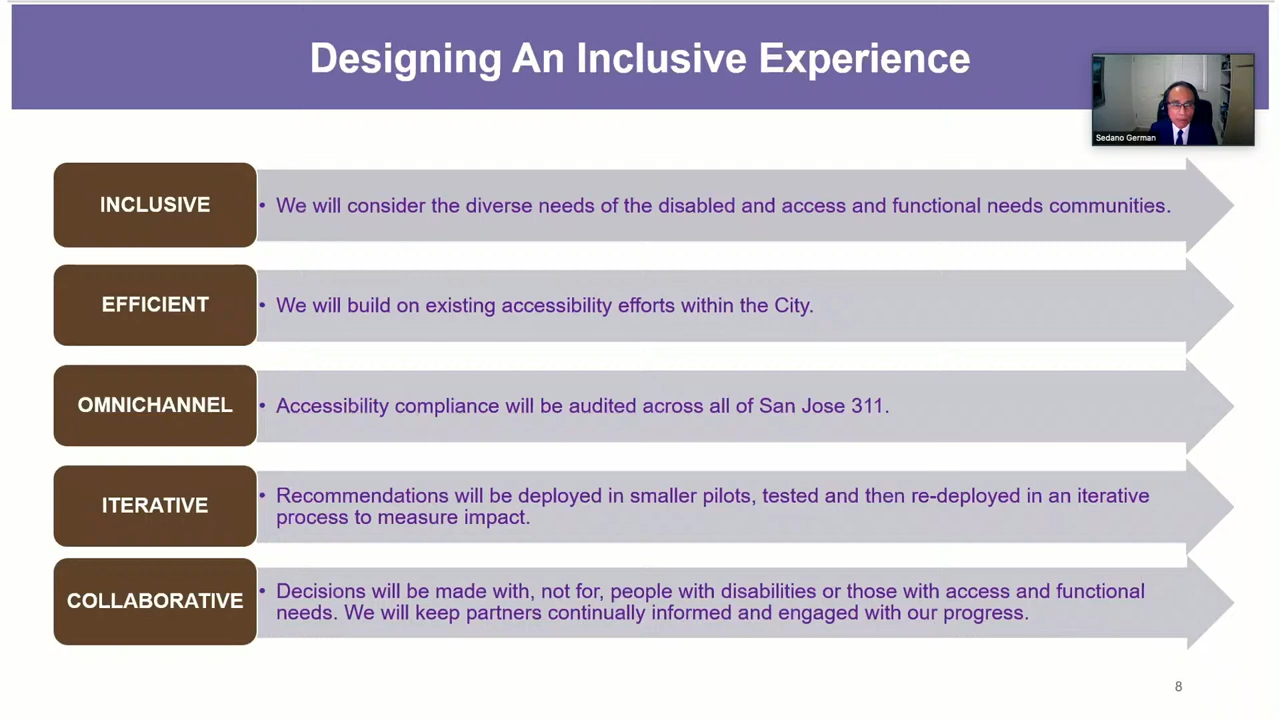 Designing An Inclusive Experience
Sedano German
INCLUSIVE
• We will consider the diverse needs of the disabled and access and functional needs communities.
EFFICIENT
• We will build on existing accessibility efforts within the City.
OMNICHANNEL
• Accessibility compliance will be audited across all of San Jose 311.
ITERATIVE
• Recommendations will be deployed in smaller pilots, tested and then re-deployed in an iterative
process to measure impact.
COLLABORATIVE
• Decisions will be made with, not for, people with disabilities or those with access and functional
needs. We will keep partners continually informed and engaged with our progress.
8